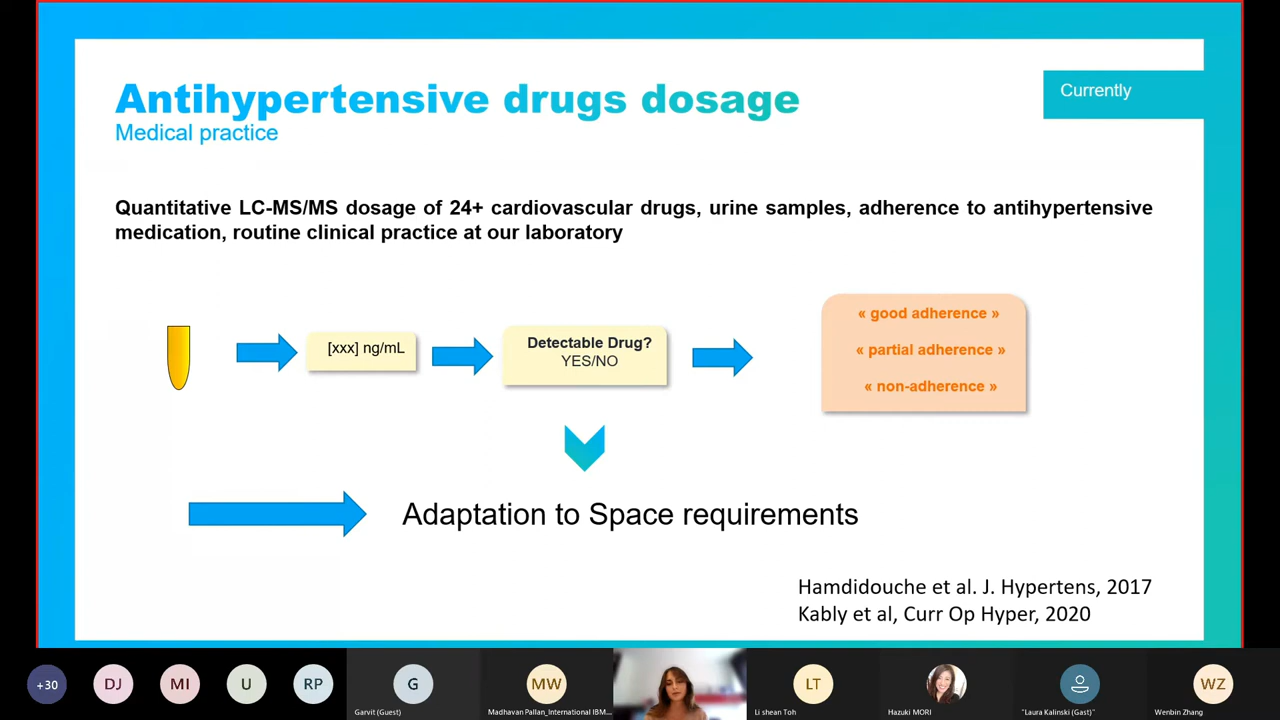 Antihypertensive drugs dosage
Medical practice
Currently
Quantitative LC-MS/MS dosage of 24+ cardiovascular drugs, urine samples, adherence to antihypertensive
medication, routine clinical practice at our laboratory
[xxx] ng/mL
Detectable Drug?
YES/NO
« good adherence »
« partial adherence »
« non-adherence »
Adaptation to Space requirements
Hamdidouche et al. J. Hypertens, 2017
Kably et al, Curr Op Hyper, 2020
+30
DJ
MI
U
RP
G
MW
LT
WZ
Garvit (Guest)
Madhavan Pallan_International IBM...
Li shean Toh
Hazuki MORI
"Laura Kalinski (Gast)"
Wenbin Zhang